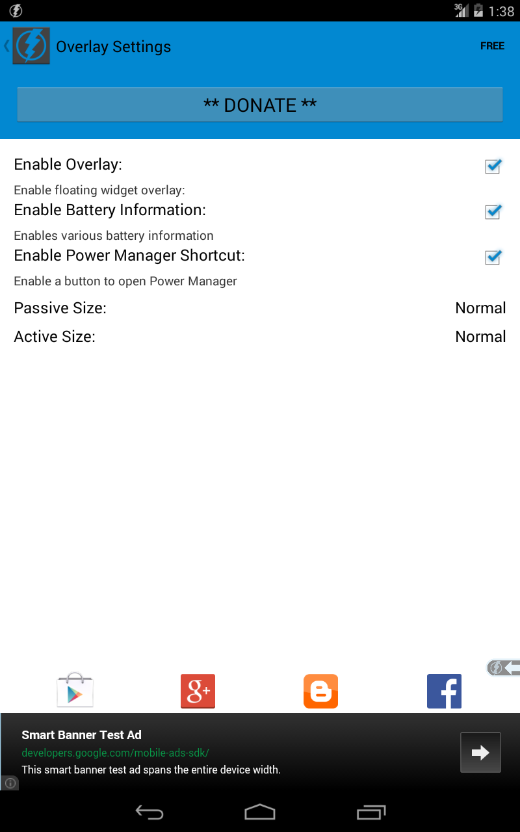 3G 1:38
Overlay Settings FREE
** DONATE **
Enable Overlay:
Enable floating widget overlay:
Enable Battery Information:
Enables various battery information
Enable Power Manager Shortcut:
Enable a button to open Power Manager
Passive Size: Normal
Active Size: Normal
g+
Smart Banner Test Ad
developers.google.com/mobile-ads-sdk/
This smart banner test ad spans the entire device width.